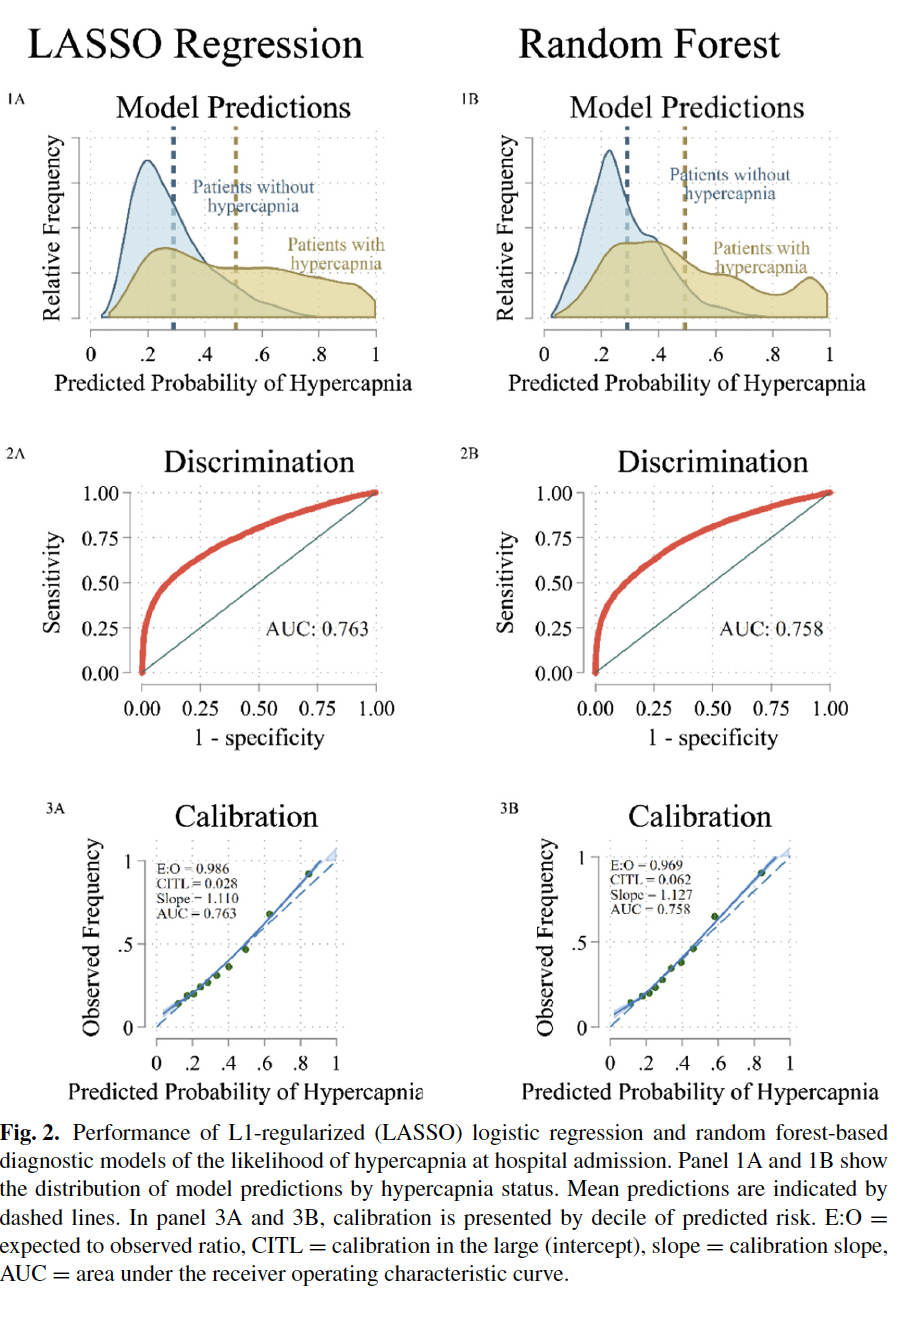 LASSO Regression
Random Forest
1A
Model Predictions
Relative Frequency
Patients without
hypercapnia
Patients with
hypercapnia
0 .2 .4 .6 .8 1
Predicted Probability of Hypercapnia
1B
Model Predictions
Relative Frequency
Patients without
hypercapnia
Patients with
hypercapnia
0 .2 .4 .6 .8 1
Predicted Probability of Hypercapnia
2A
Discrimination
Sensitivity
1.00
0.75
0.50
0.25
0.00
AUC: 0.763
0.00 0.25 0.50 0.75 1.00
1 - specificity
2B
Discrimination
Sensitivity
1.00
0.75
0.50
0.25
0.00
AUC: 0.758
0.00 0.25 0.50 0.75 1.00
1 - specificity
3A
Calibration
Observed Frequency
1
.5
0
E:O = 0.986
CITL = 0.028
Slope = 1.110
AUC = 0.763
0 .2 .4 .6 .8 1
Predicted Probability of Hypercapnia
3B
Calibration
Observed Frequency
1
.5
0
E:O = 0.969
CITL = 0.062
Slope = 1.127
AUC = 0.758
0 .2 .4 .6 .8 1
Predicted Probability of Hypercapnia
Fig. 2. Performance of L1-regularized (LASSO) logistic regression and random forest-based
diagnostic models of the likelihood of hypercapnia at hospital admission. Panel 1A and 1B show
the distribution of model predictions by hypercapnia status. Mean predictions are indicated by
dashed lines. In panel 3A and 3B, calibration is presented by decile of predicted risk. E:O =
expected to observed ratio, CITL = calibration in the large (intercept), slope = calibration slope,
AUC = area under the receiver operating characteristic curve.